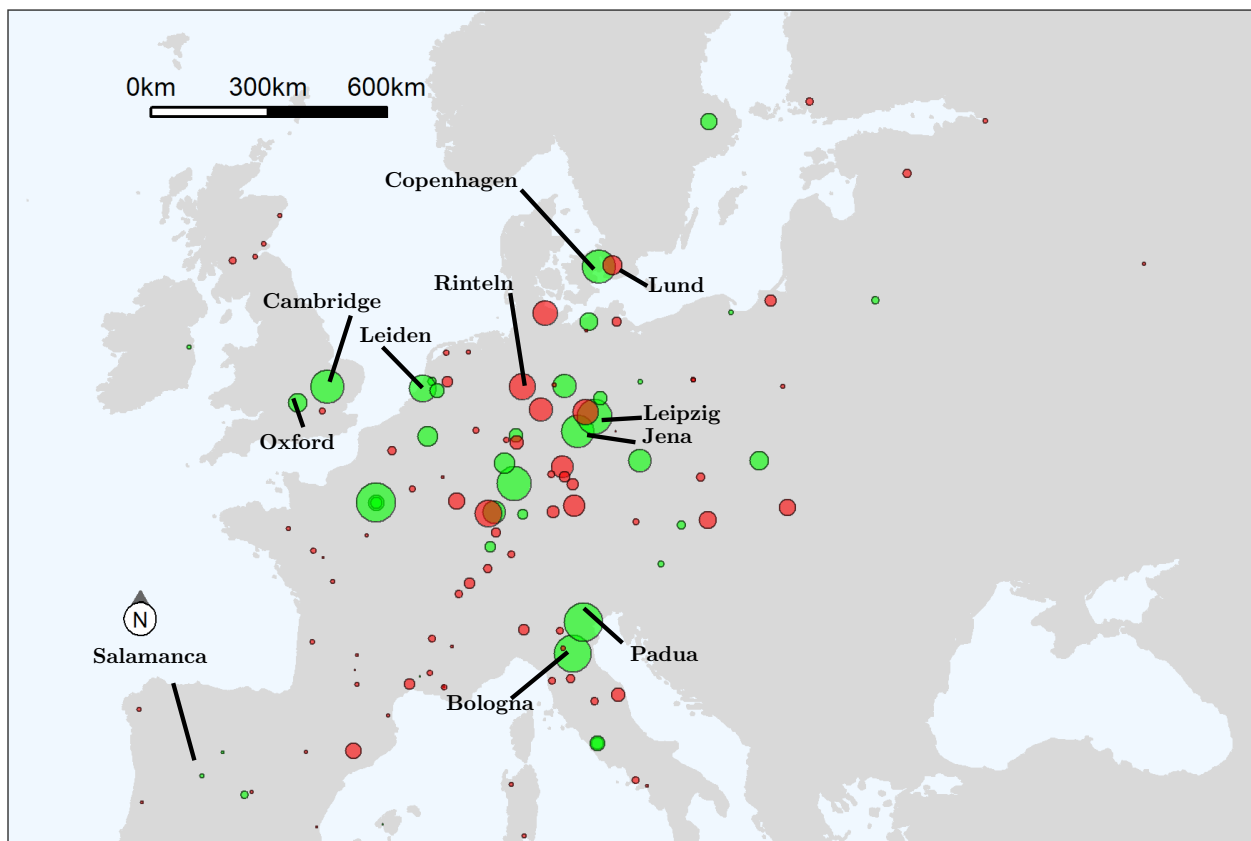 0km 300km 600km
Copenhagen
Rinteln
Lund
Cambridge
Leiden
Leipzig
Oxford
Jena
N
Salamanca
Padua
Bologna